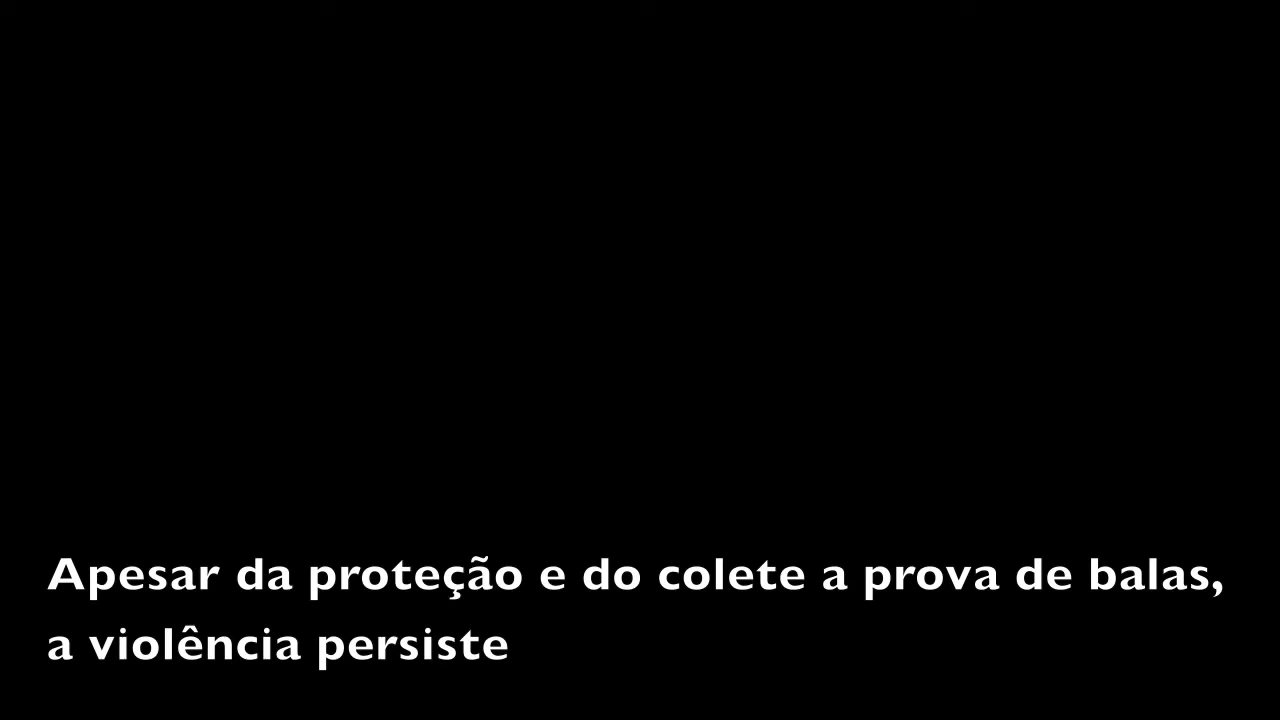 Apesar da proteção e do colete a prova de balas,
a violência persiste